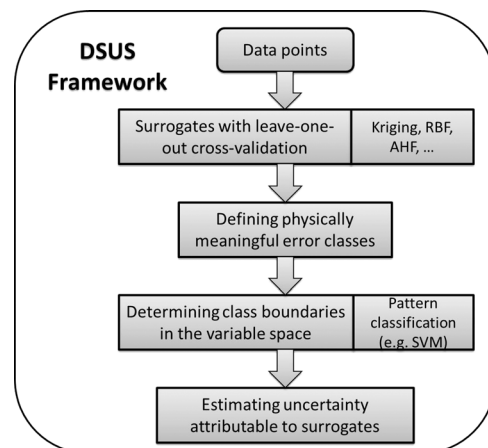 DSUS
Framework
Data points
Surrogates with leave-one-
out cross-validation
Kriging, RBF,
AHF, ...
Defining physically
meaningful error classes
Determining class boundaries
in the variable space
Pattern
classification
(e.g. SVM)
Estimating uncertainty
attributable to surrogates